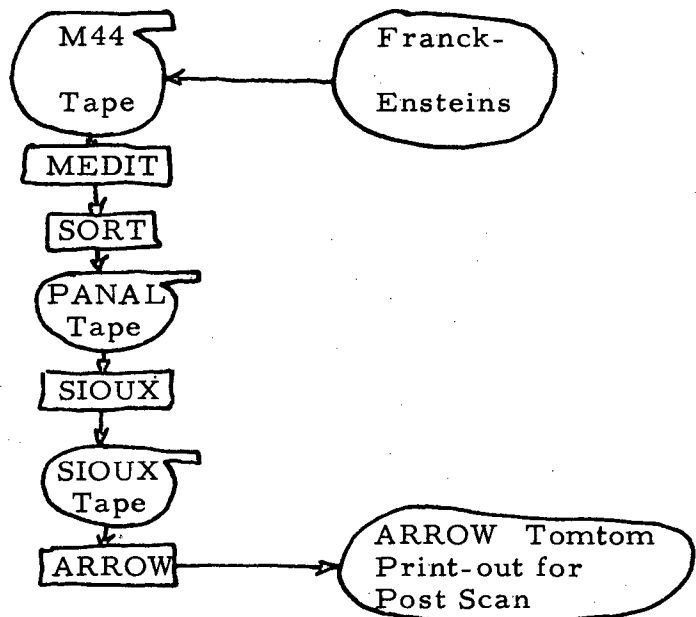 M44
Tape
Franck-
Ensteins
MEDIT
SORT
PANAL
Tape
SIOUX
SIOUX
Tape
ARROW
ARROW Tomtom
Print-out for
Post Scan